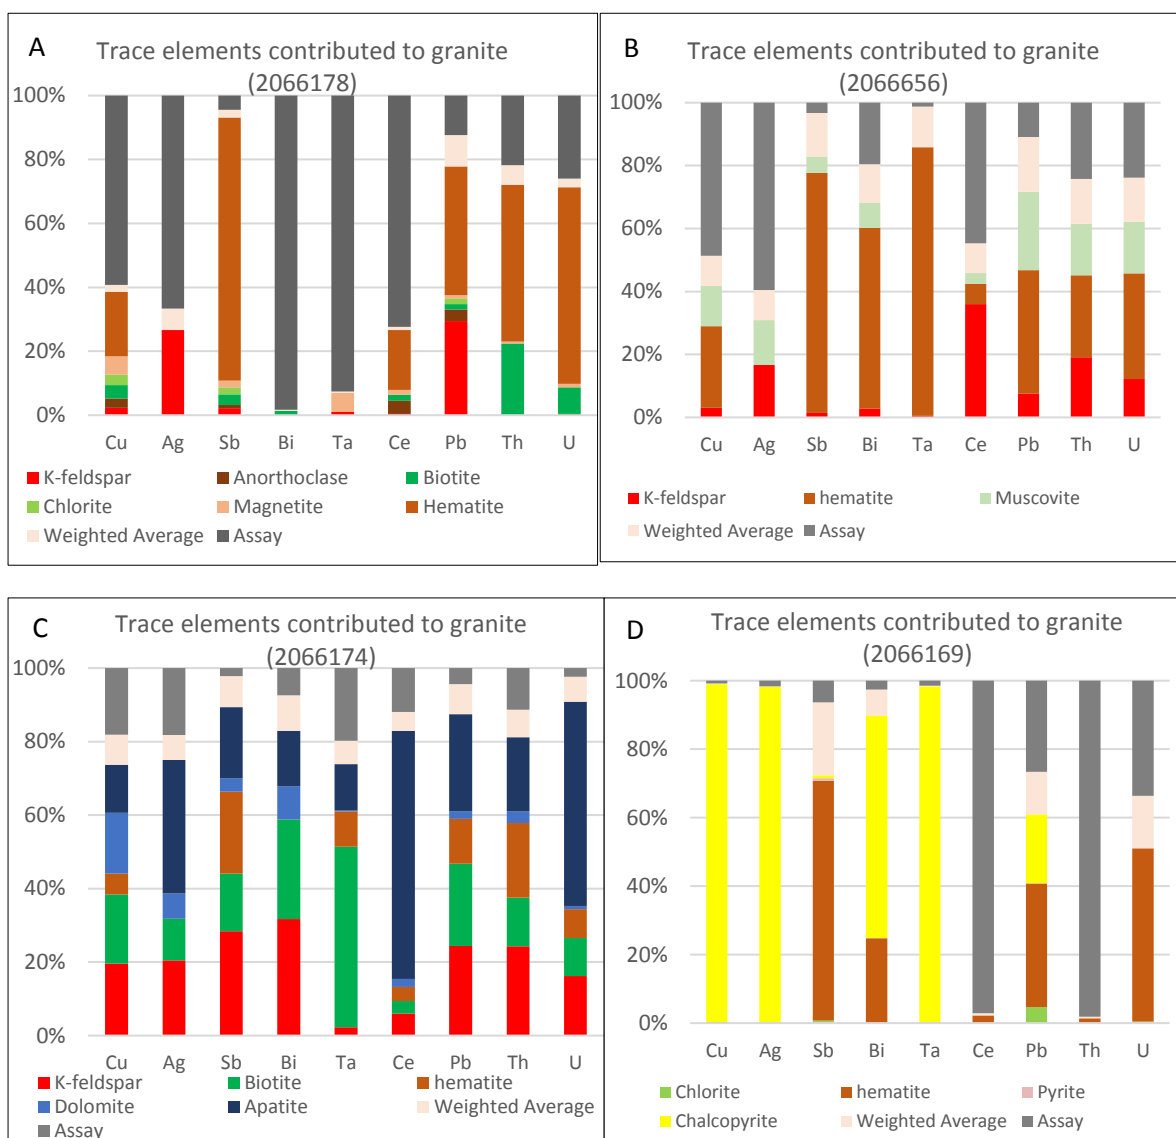 A
Trace elements contributed to granite
(2066178)
100%
80%
60%
40%
20%
0%
Cu Ag Sb Bi Ta Ce Pb Th U
K-feldspar Anorthoclase Biotite
Chlorite Magnetite Hematite
Weighted Average Assay
B
Trace elements contributed to granite
(2066656)
100%
80%
60%
40%
20%
0%
Cu Ag Sb Bi Ta Ce Pb Th U
K-feldspar hematite Muscovite
Weighted Average Assay
C
Trace elements contributed to granite
(2066174)
100%
80%
60%
40%
20%
0%
Cu Ag Sb Bi Ta Ce Pb Th U
K-feldspar Biotite hematite
Dolomite Apatite Weighted Average
Assay
D
Trace elements contributed to granite
(2066169)
100%
80%
60%
40%
20%
0%
Cu Ag Sb Bi Ta Ce Pb Th U
Chlorite hematite Pyrite
Chalcopyrite Weighted Average Assay